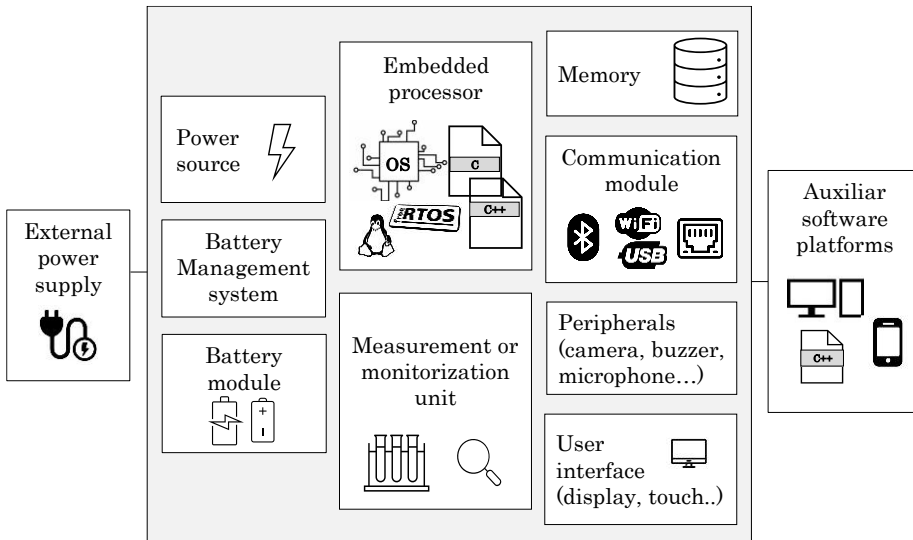 External
power
supply
Power
source
Battery
Management
system
Battery
module
+
Embedded
processor
OS
C
C++
RTOS
Measurement or
monitorization
unit
Memory
Communication
module
WiFi
USB
Peripherals
(camera, buzzer,
microphone...)
User
interface
(display, touch..)
Auxiliar
software
platforms
C++